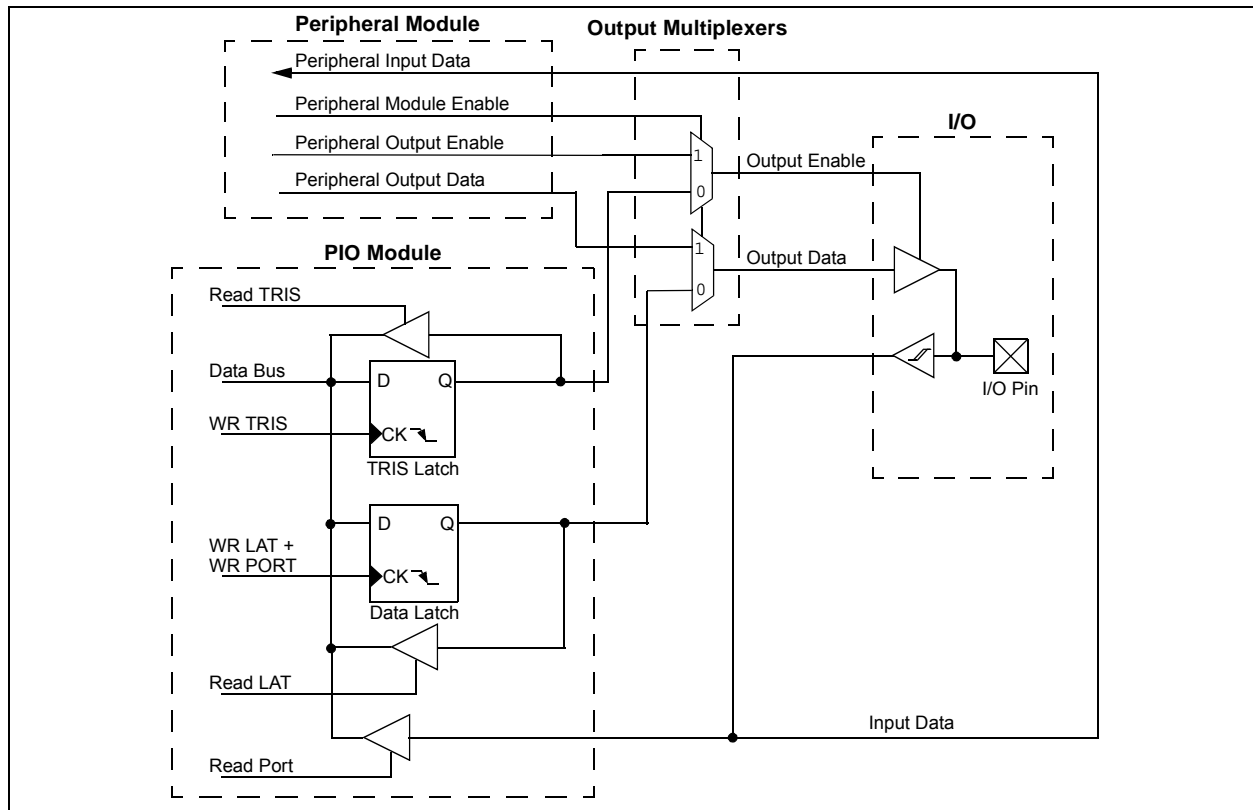 Peripheral Module
Output Multiplexers
Peripheral Input Data
Peripheral Module Enable
Peripheral Output Enable
Peripheral Output Data
1
0
Output Enable
I/O
1
0
Output Data
PIO Module
Read TRIS
Data Bus
D
Q
WR TRIS
CK
TRIS Latch
I/O Pin
D
Q
WR LAT +
WR PORT
CK
Data Latch
Read LAT
Input Data
Read Port